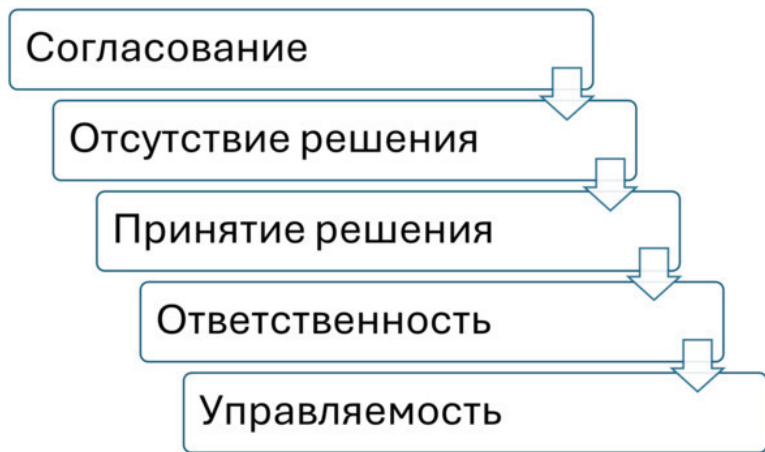 Согласование
Отсутствие решения
Принятие решения
Ответственность
Управляемость